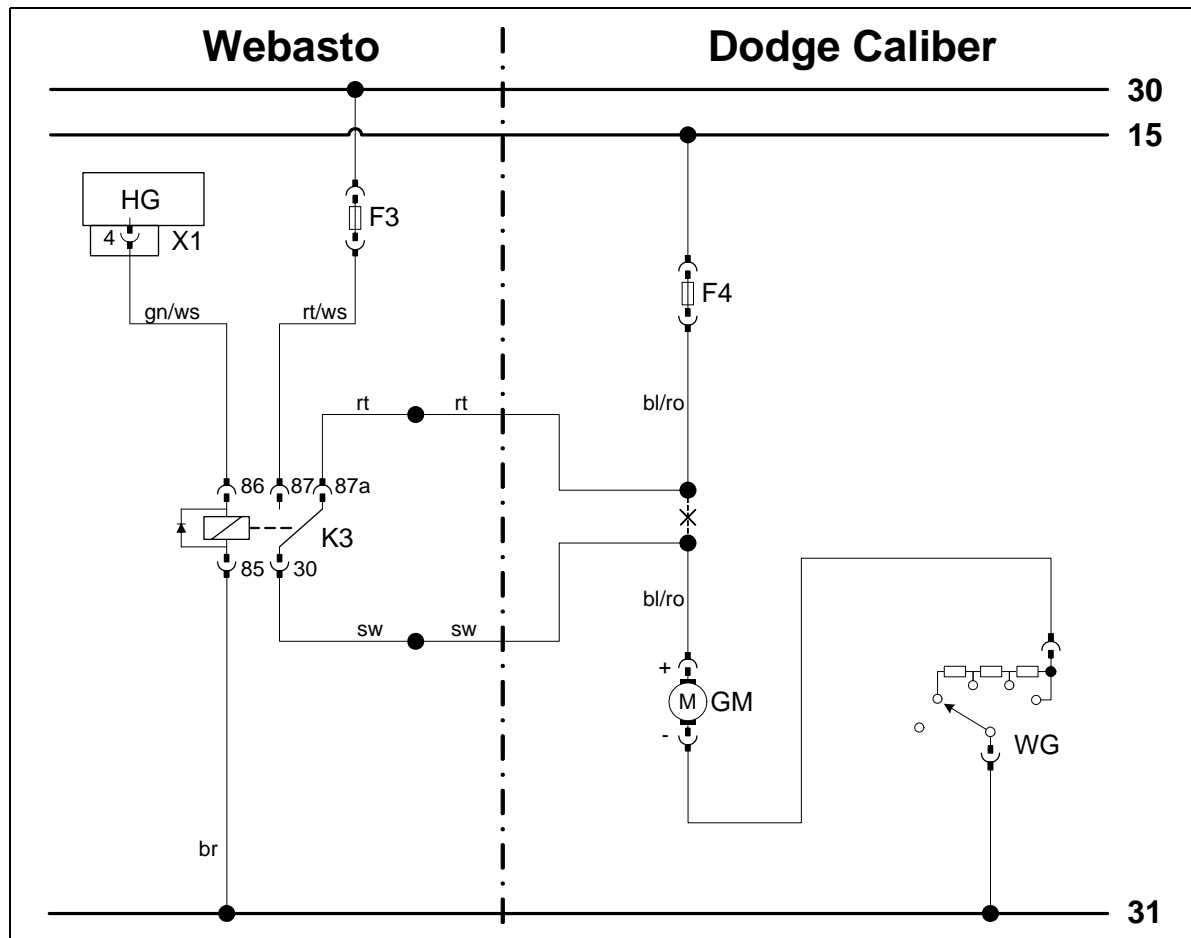 Webasto
Dodge Caliber
30
15
HG
4
X1
F3
F4
gn/ws
rt/ws
rt
rt
bl/ro
86
87
87a
K3
85
30
bl/ro
sw
sw
+
M
GM
-
WG
br
31